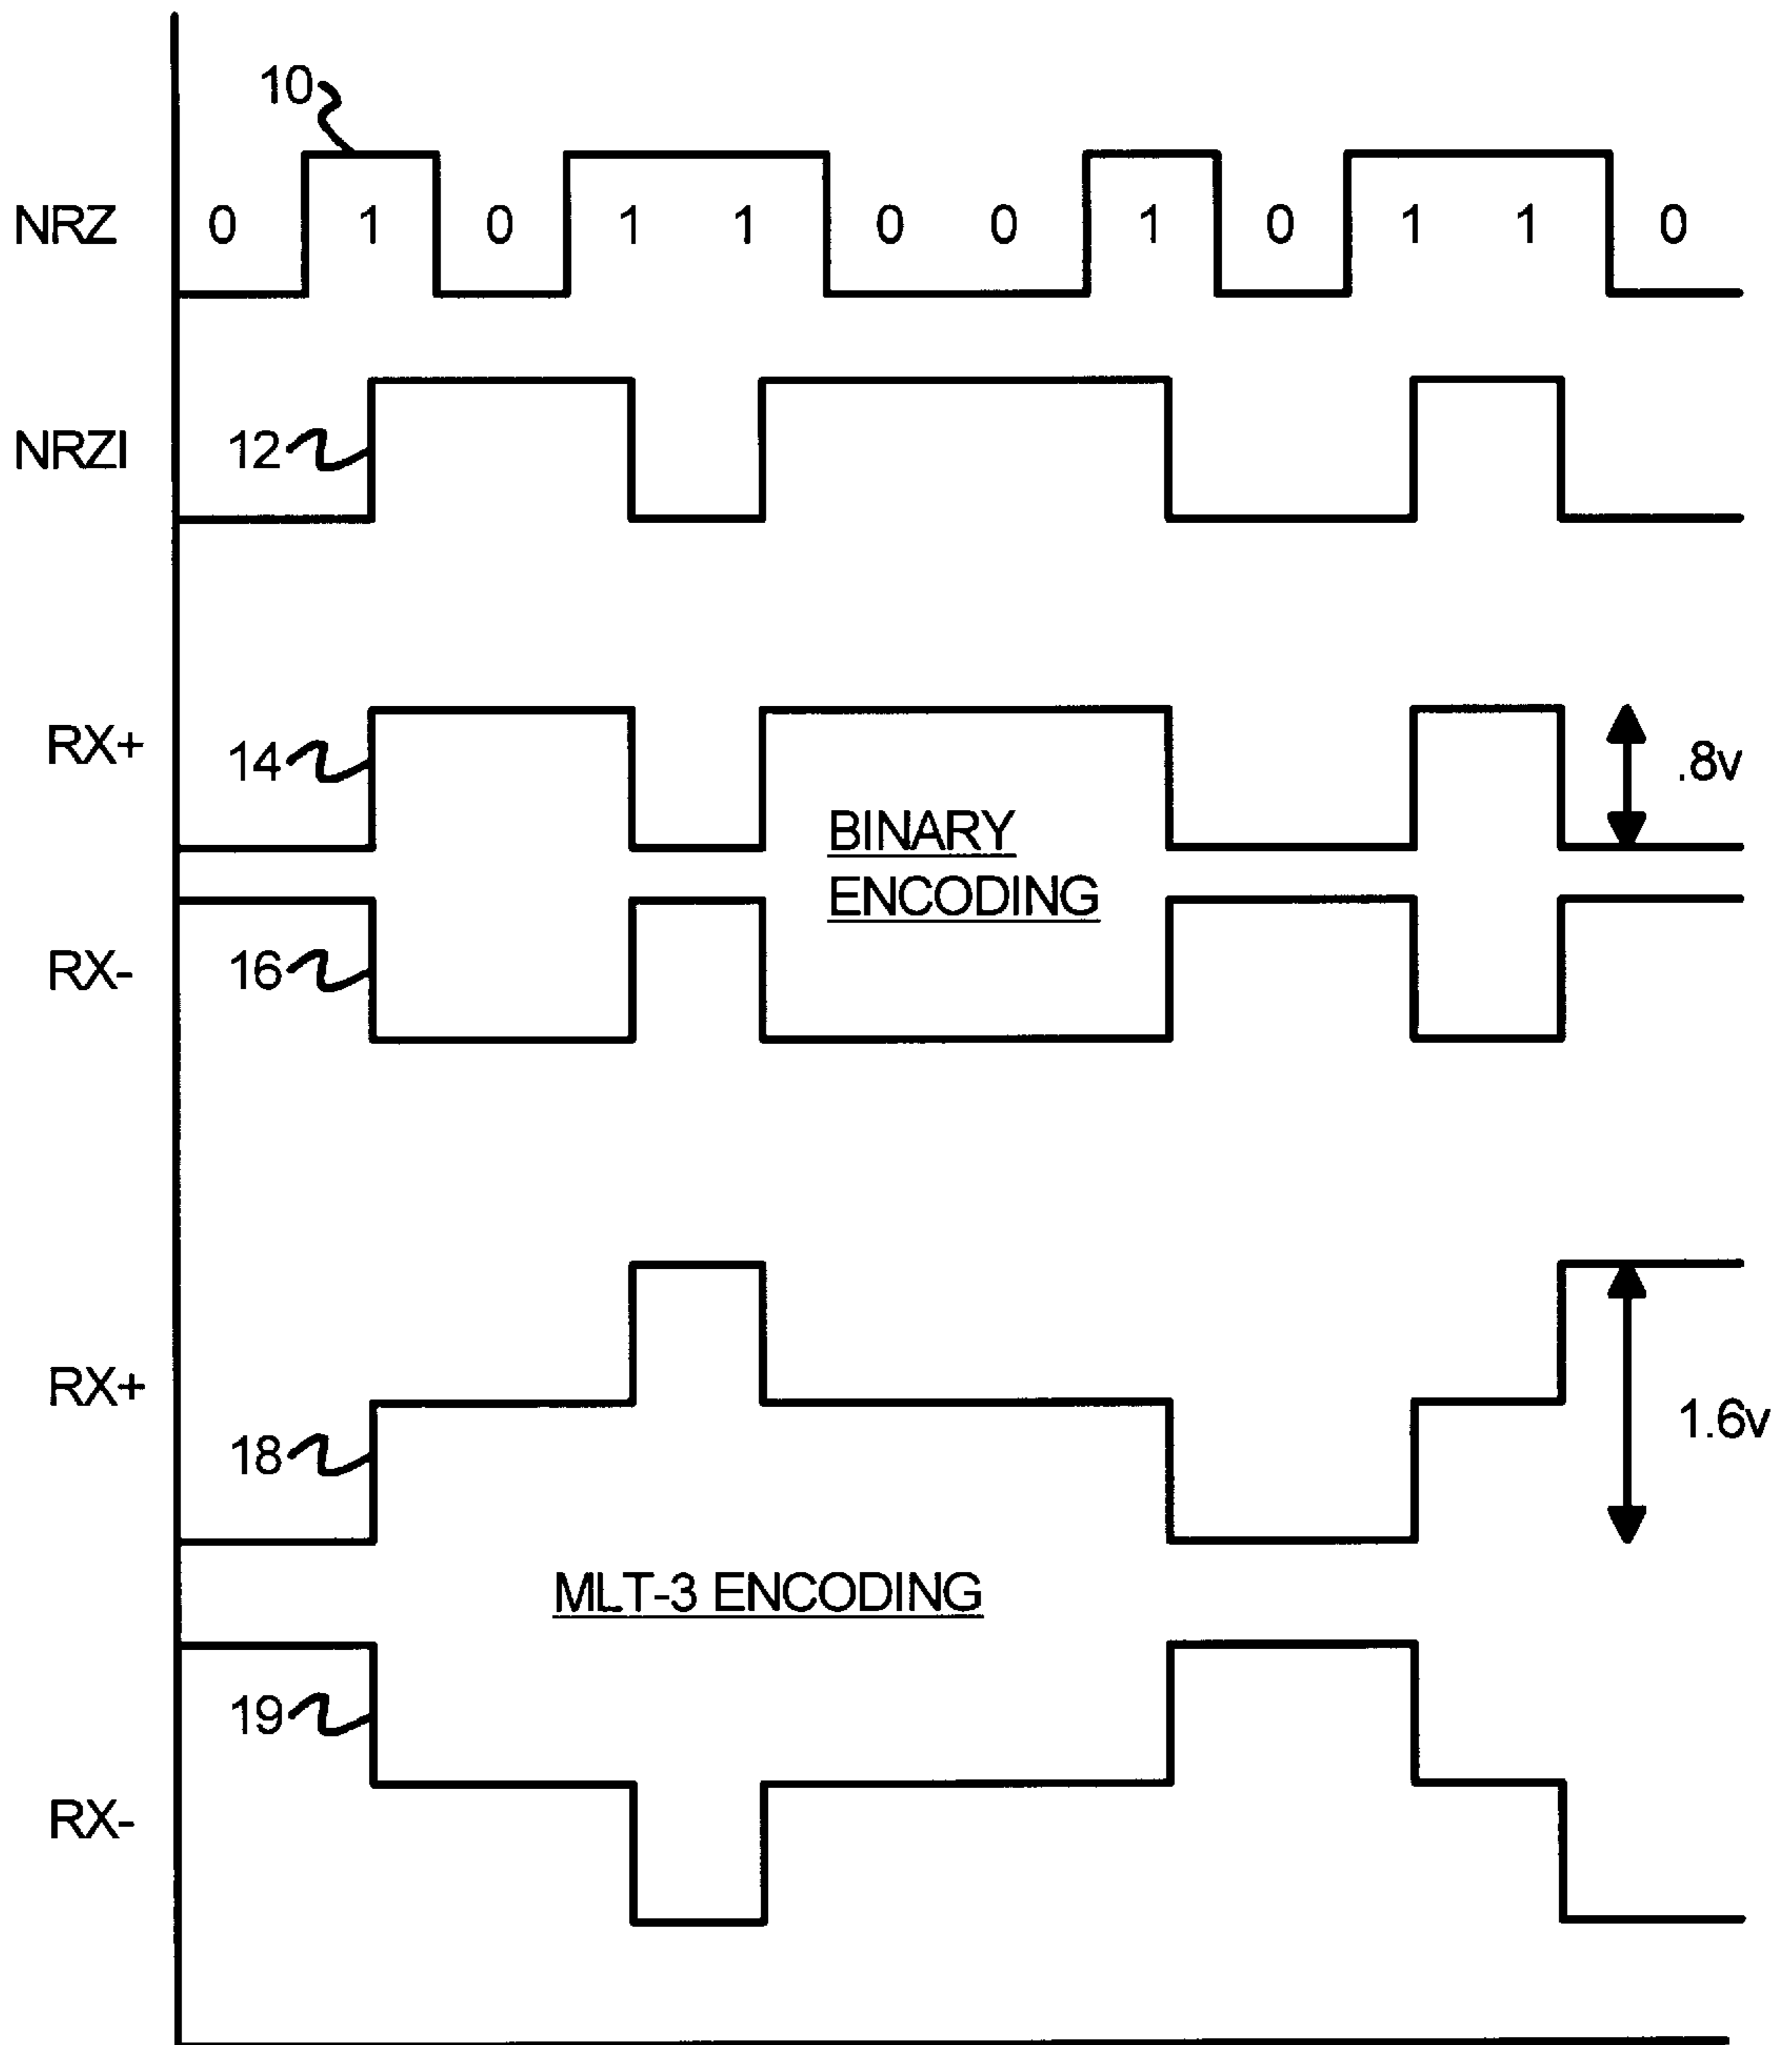 10
NRZ 0 1 0 1 1 0 0 1 0 1 1 0
NRZI 12
RX+ 14 .8v
BINARY
ENCODING
RX- 16
RX+ 18 1.6v
MLT-3 ENCODING
19
RX-